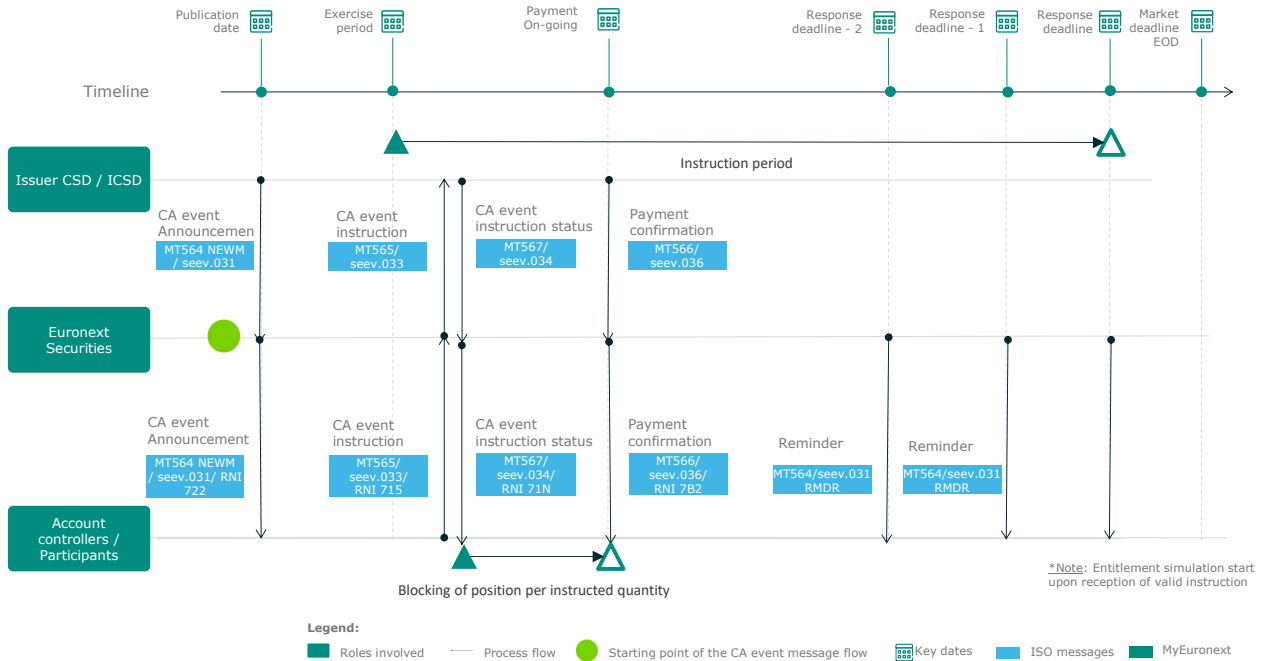 Publication
date
Exercise
period
Payment
On-going
Response
deadline - 2
Response
deadline - 1
Response
deadline
Market
deadline
EOD
Timeline
Instruction period
Issuer CSD / ICSD
CA event
Announcemen
MT564 NEWM
/ seev.031
CA event
instruction
MT565/
seev.033
CA event
instruction status
MT567/
seev.034
Payment
confirmation
MT566/
seev.036
Euronext
Securities
CA event
Announcement
MT564 NEWM
/ seev.031/ RNI
722
CA event
instruction
MT565/
seev.033/
RNI 715
CA event
instruction status
MT567/
seev.034/
RNI 71N
Payment
confirmation
MT566/
seev.036/
RNI 7B2
Reminder
MT564/seev.031
RMDR
Reminder
MT564/seev.031
RMDR
Account
controllers /
Participants
Blocking of position per instructed quantity
*Note: Entitlement simulation start
upon reception of valid instruction
Legend:
Roles involved
Process flow
Starting point of the CA event message flow
Key dates
ISO messages
MyEuronext